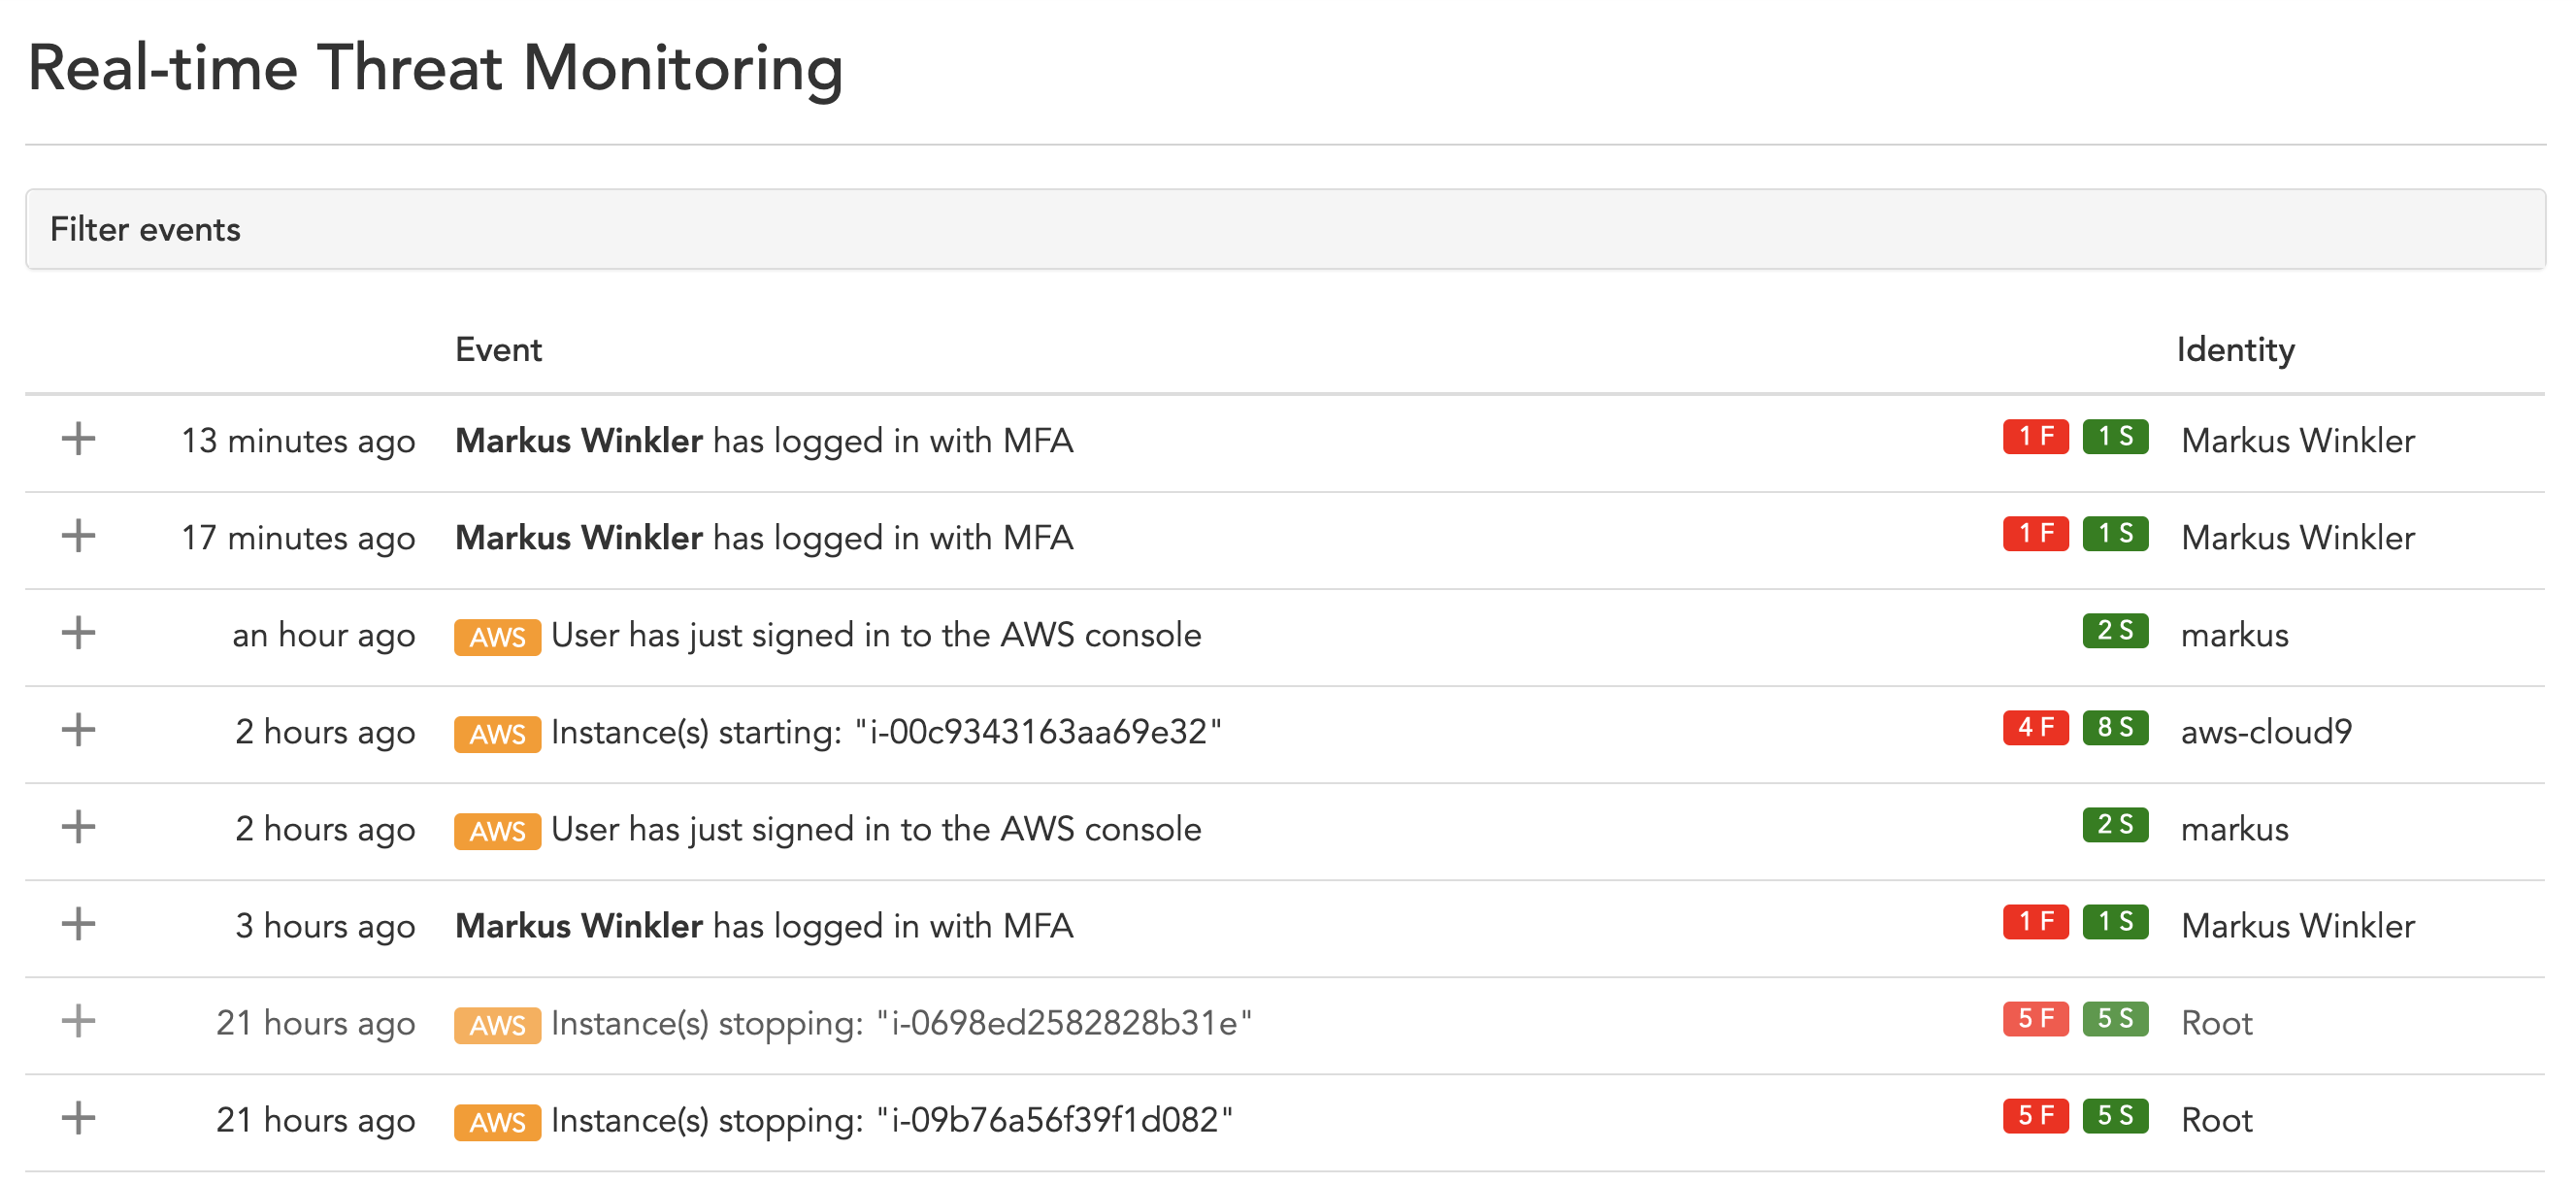 Real-time Threat Monitoring
Filter events
Event Identity
13 minutes ago Markus Winkler has logged in with MFA 1 F 1 S Markus Winkler
17 minutes ago Markus Winkler has logged in with MFA 1 F 1 S Markus Winkler
an hour ago AWS User has just signed in to the AWS console 2 S markus
2 hours ago AWS Instance(s) starting: "i-00c9343163aa69e32" 4 F 8 S aws-cloud9
2 hours ago AWS User has just signed in to the AWS console 2 S markus
3 hours ago Markus Winkler has logged in with MFA 1 F 1 S Markus Winkler
21 hours ago AWS Instance(s) stopping: "i-0698ed2582828b31e" 5 F 5 S Root
21 hours ago AWS Instance(s) stopping: "i-09b76a56f39f1d082" 5 F 5 S Root